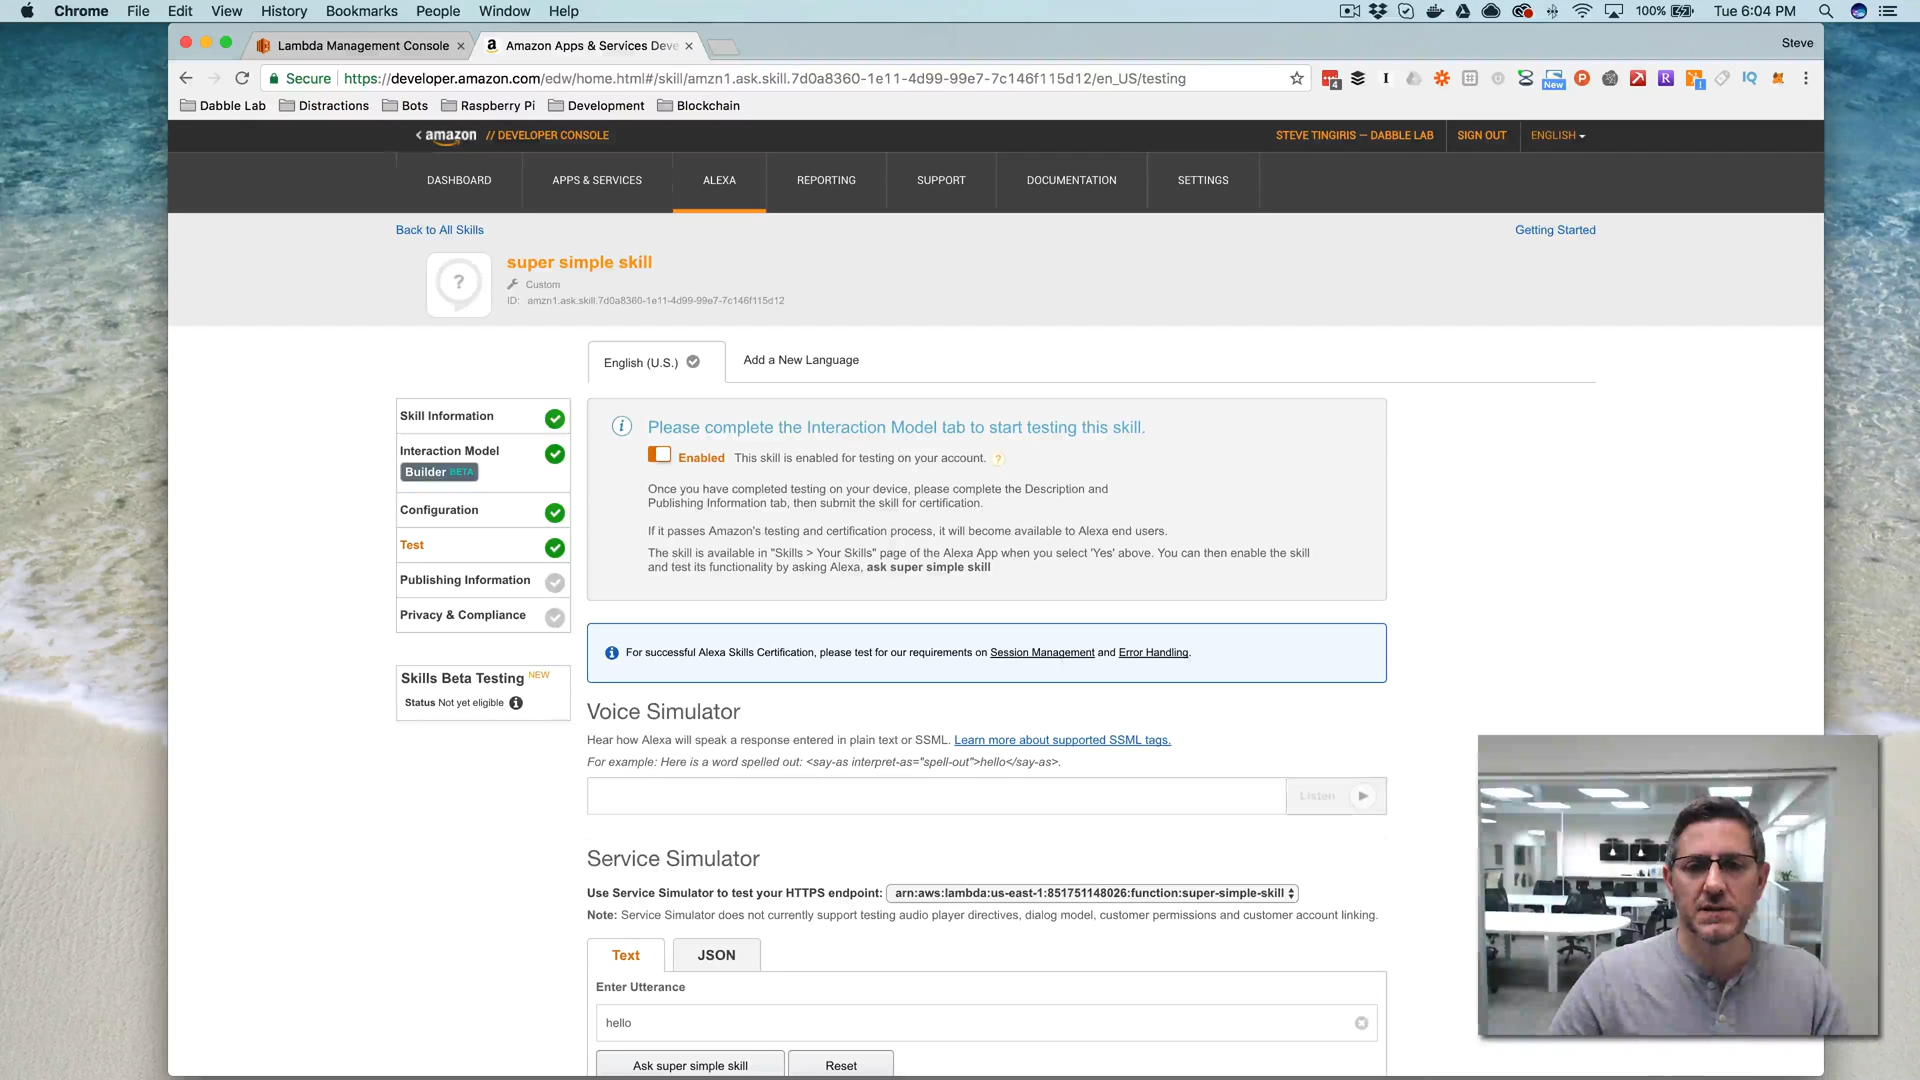 Chrome File Edit View History Bookmarks People Window Help 100% Tue 6:04 PM
Lambda Management Console × Amazon Apps & Services Deve × Steve
Secure https://developer.amazon.com/edw/home.html#/skill/amzn1.ask.skill.7d0a8360-1e11-4d99-99e7-7c146f115d12/en_US/testing
Dabble Lab Distractions Bots Raspberry Pi Development Blockchain
amazon // DEVELOPER CONSOLE STEVE TINGIRIS — DABBLE LAB SIGN OUT ENGLISH
DASHBOARD APPS & SERVICES ALEXA REPORTING SUPPORT DOCUMENTATION SETTINGS
Back to All Skills Getting Started
super simple skill
Custom
ID: amzn1.ask.skill.7d0a8360-1e11-4d99-99e7-7c146f115d12
English (U.S.) Add a New Language
Skill Information
Interaction Model
Builder BETA
Configuration
Test
Publishing Information
Privacy & Compliance
Skills Beta Testing NEW
Status Not yet eligible
Please complete the Interaction Model tab to start testing this skill.
Enabled This skill is enabled for testing on your account. ?
Once you have completed testing on your device, please complete the Description and
Publishing Information tab, then submit the skill for certification.
If it passes Amazon's testing and certification process, it will become available to Alexa end users.
The skill is available in "Skills > Your Skills" page of the Alexa App when you select 'Yes' above. You can then enable the skill
and test its functionality by asking Alexa, ask super simple skill
For successful Alexa Skills Certification, please test for our requirements on Session Management and Error Handling.
Voice Simulator
Hear how Alexa will speak a response entered in plain text or SSML. Learn more about supported SSML tags.
For example: Here is a word spelled out: <say-as interpret-as="spell-out">hello</say-as>.
Listen
Service Simulator
Use Service Simulator to test your HTTPS endpoint: arn:aws:lambda:us-east-1:851751148026:function:super-simple-skill
Note: Service Simulator does not currently support testing audio player directives, dialog model, customer permissions and customer account linking.
Text JSON
Enter Utterance
hello
Ask super simple skill Reset